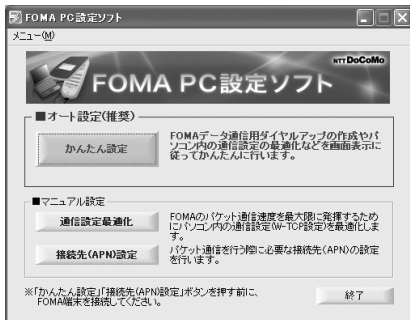 FOMA PC設定ソフト
メニュー(M)
NTT DoCoMo
FOMA PC設定ソフト
■オート設定(推奨)
かんたん設定
FOMAデータ通信用ダイヤルアップの作成やパ
ソコン内の通信設定の最適化などを画面表示に
従ってかんたんに行います。
■マニュアル設定
通信設定最適化
FOMAのパケット通信速度を最大限に発揮するため
にパソコン内の通信設定(W-TCP設定)を最適化しま
す。
接続先(APN)設定
パケット通信を行う際に必要な接続先(APN)の設定
を行います。
※「かんたん設定」「接続先(APN)設定」ボタンを押す前に、
FOMA端末を接続してください。
終了